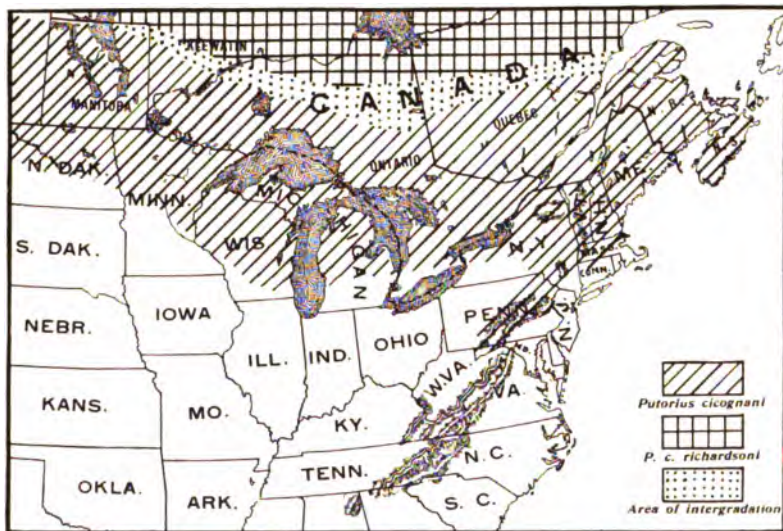 KEEWATIN
CANADA
MANITOBA
QUEBEC
N.B.
N.S.
ONTARIO
N. DAK.
MINN.
MICHIGAN
ME.
WIS.
N.Y.
MASS.
CONN.
S. DAK.
IOWA
PENN.
N.J.
NEBR.
ILL.
IND.
OHIO
W.VA.
VA.
KANS.
MO.
KY.
Putorius cicognani
P. c. richardsoni
TENN.
N.C.
OKLA.
ARK.
S. C.
Area of intergradation